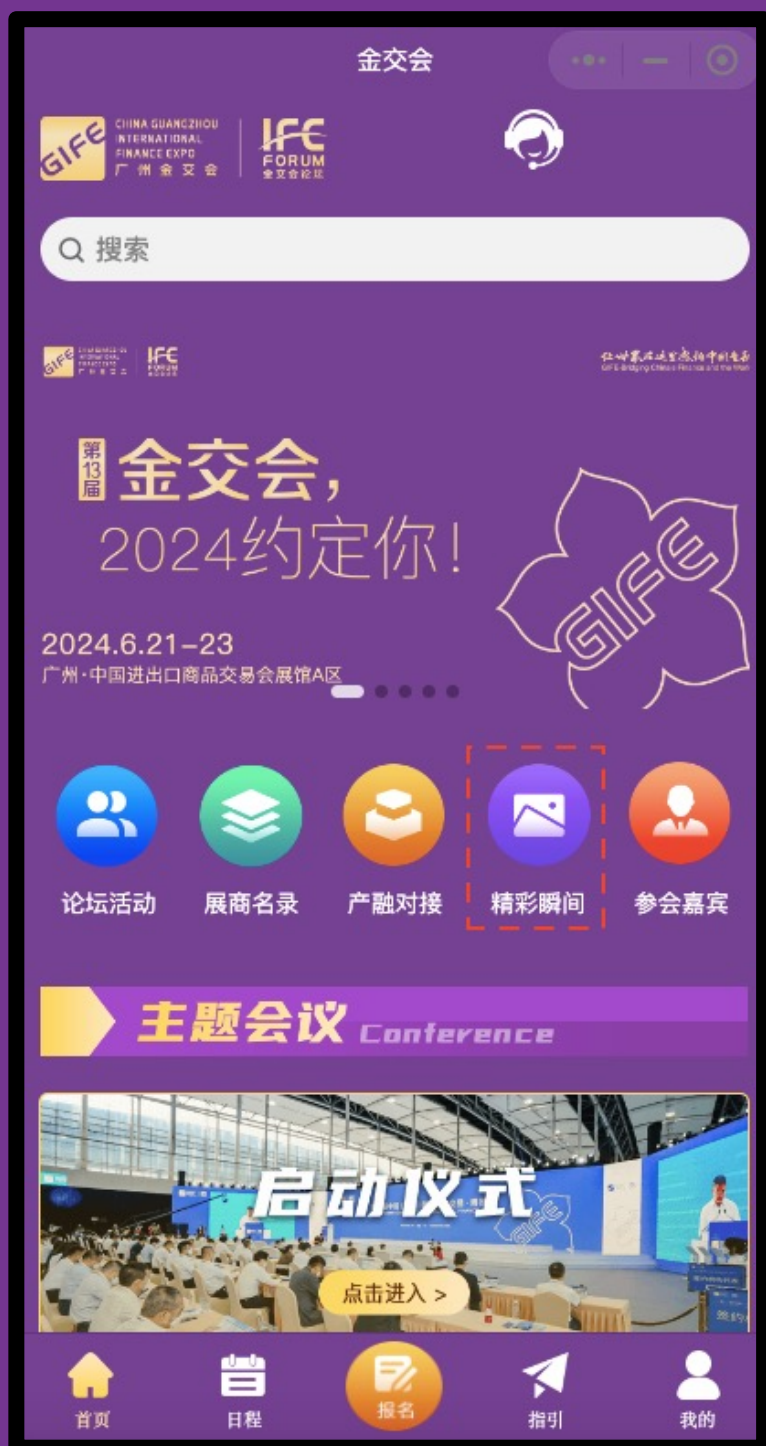 金交会
GIFE
CHINA GUANGZHOU
INTERNATIONAL
FINANCE EXPO
广州金交会
IFE
FORUM
金交会论坛
搜索
GIFE
IFE
第13届
金交会，
2024约定你！
GIFE
2024.6.21-23
广州·中国进出口商品交易会展馆A区
论坛活动
展商名录
产融对接
精彩瞬间
参会嘉宾
主题会议 Conference
启动仪式
GIFE
点击进入 >
首页
日程
报名
指引
我的